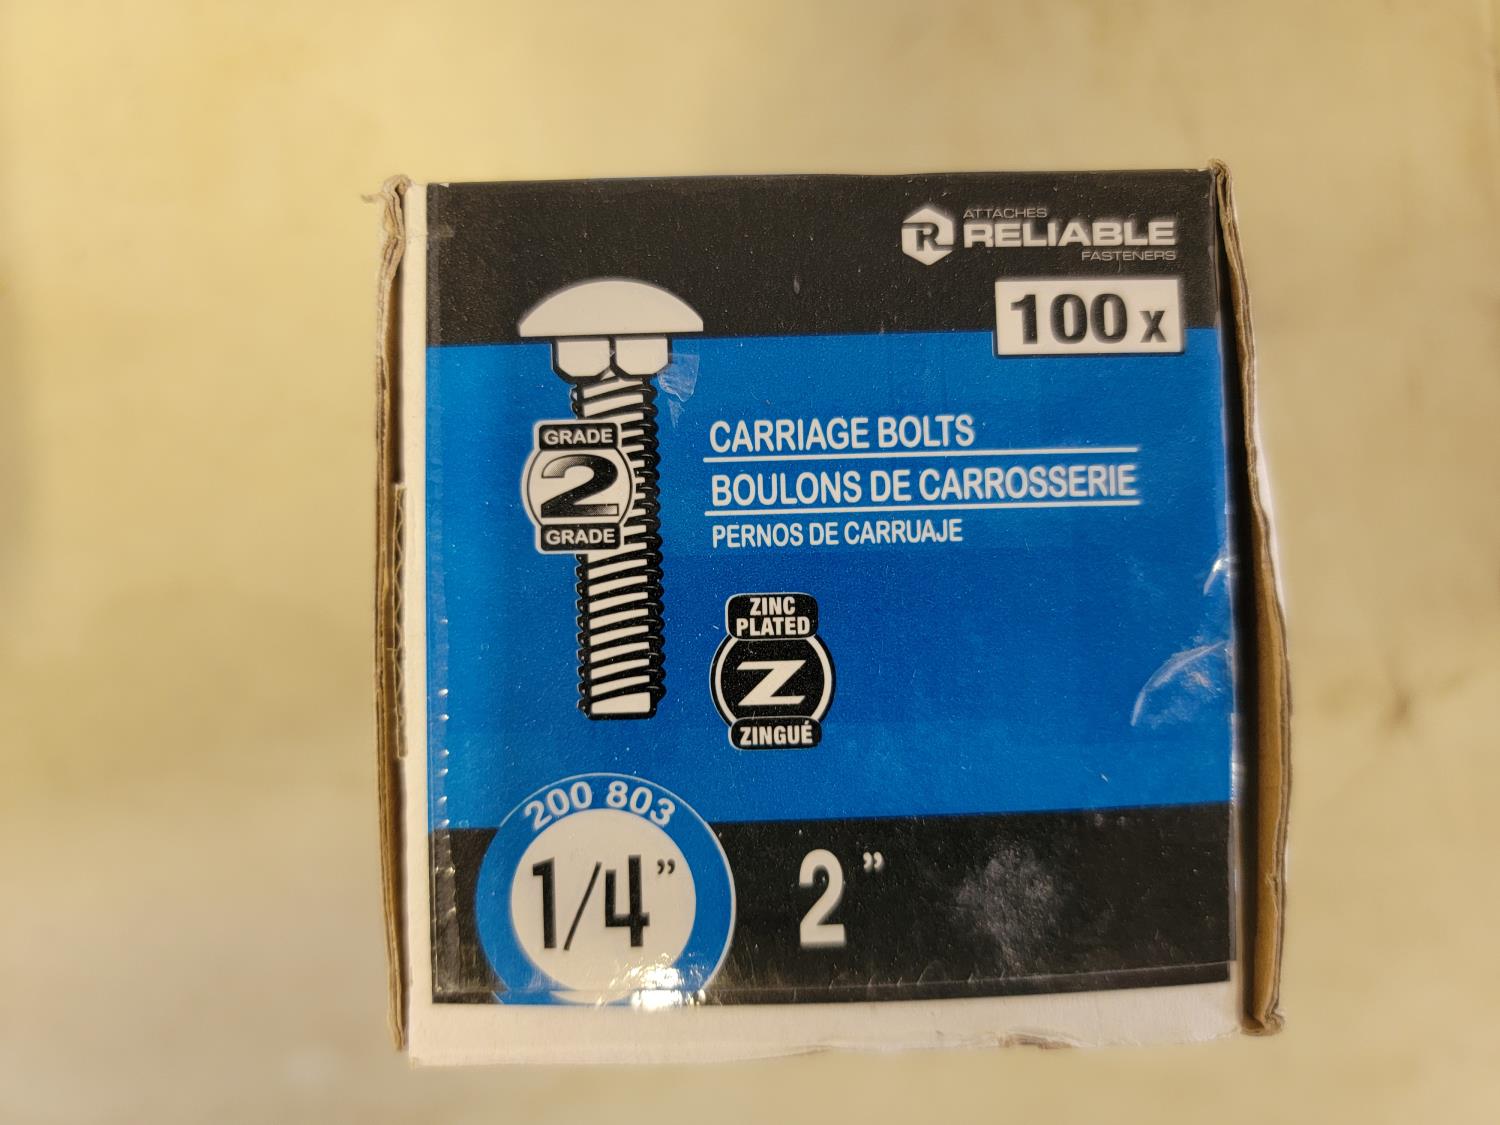 ATTACHES
RELIABLE
FASTENERS
100 x
CARRIAGE BOLTS
BOULONS DE CARROSSERIE
PERNOS DE CARRUAJE
GRADE
2
GRADE
ZINC
PLATED
Z
ZINGUÉ
200 803
1/4"
2"